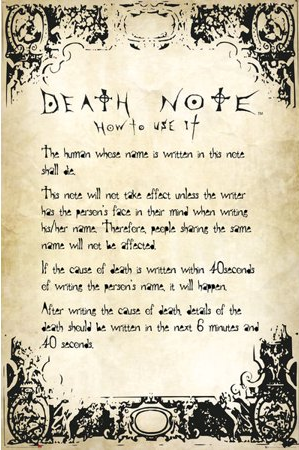 DEATH NOTE™
HOW TO USE IT
The human whose name is written in this note
shall die.
This note will not take effect unless the writer
has the person's face in their mind when writing
his/her name. Therefore, people sharing the same
name will not be affected.
If the cause of death is written within 40seconds
of writing the person's name, it will happen.
After writing the cause of death, details of the
death should be written in the next 6 minutes and
40 seconds.